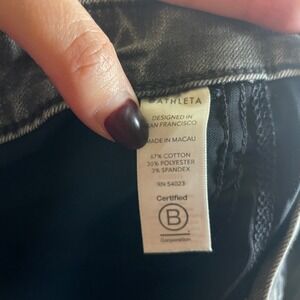 ATHLETA
DESIGNED IN
SAN FRANCISCO
MADE IN MACAU
67% COTTON
30% POLYESTER
3% SPANDEX
RN 54023
Certified
B
Corporation